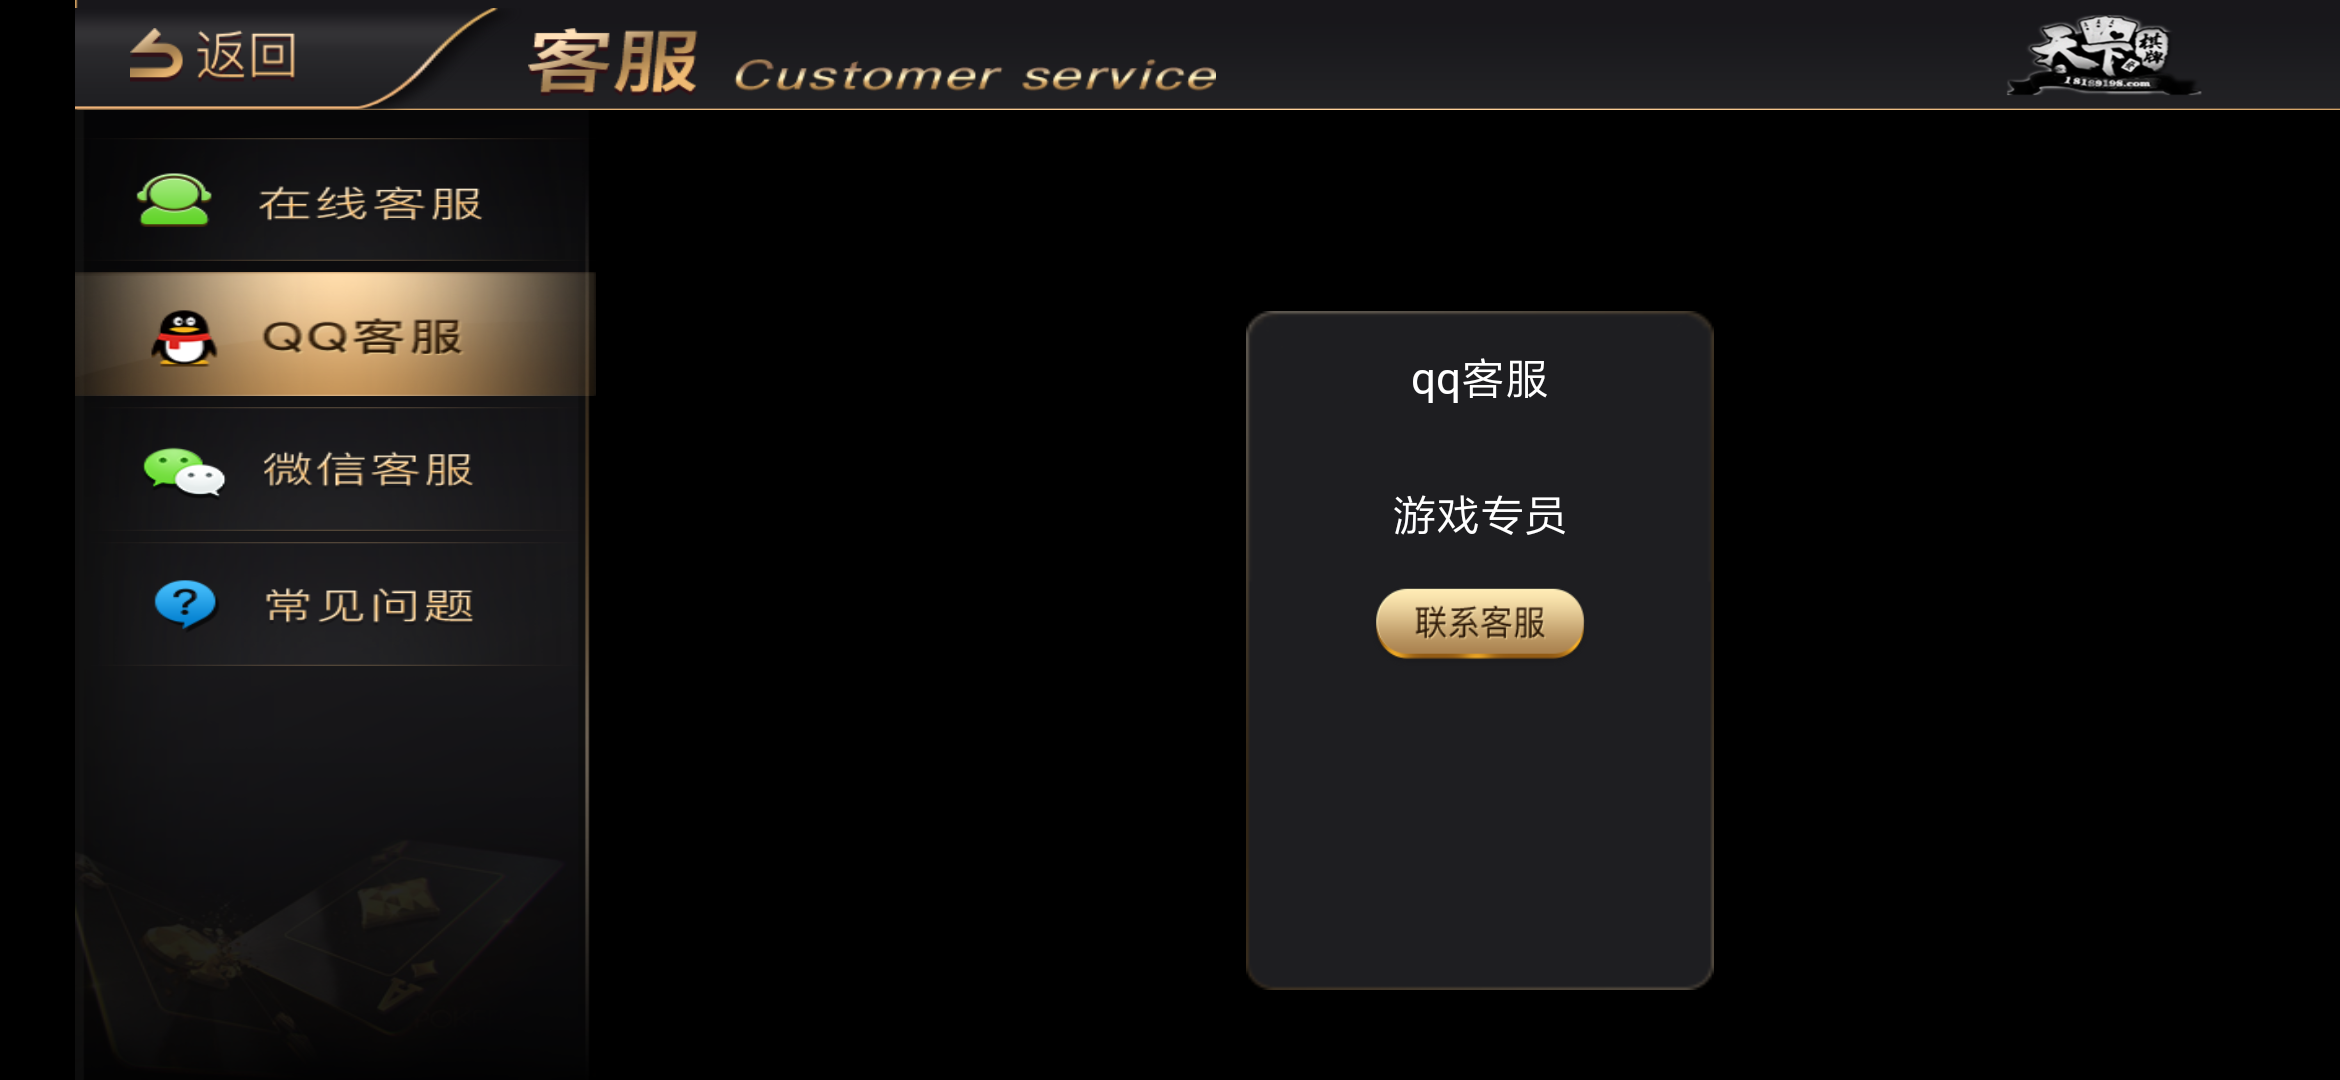 返回
客服 Customer service
天下棋牌
在线客服
QQ客服
微信客服
常见问题
qq客服
游戏专员
联系客服